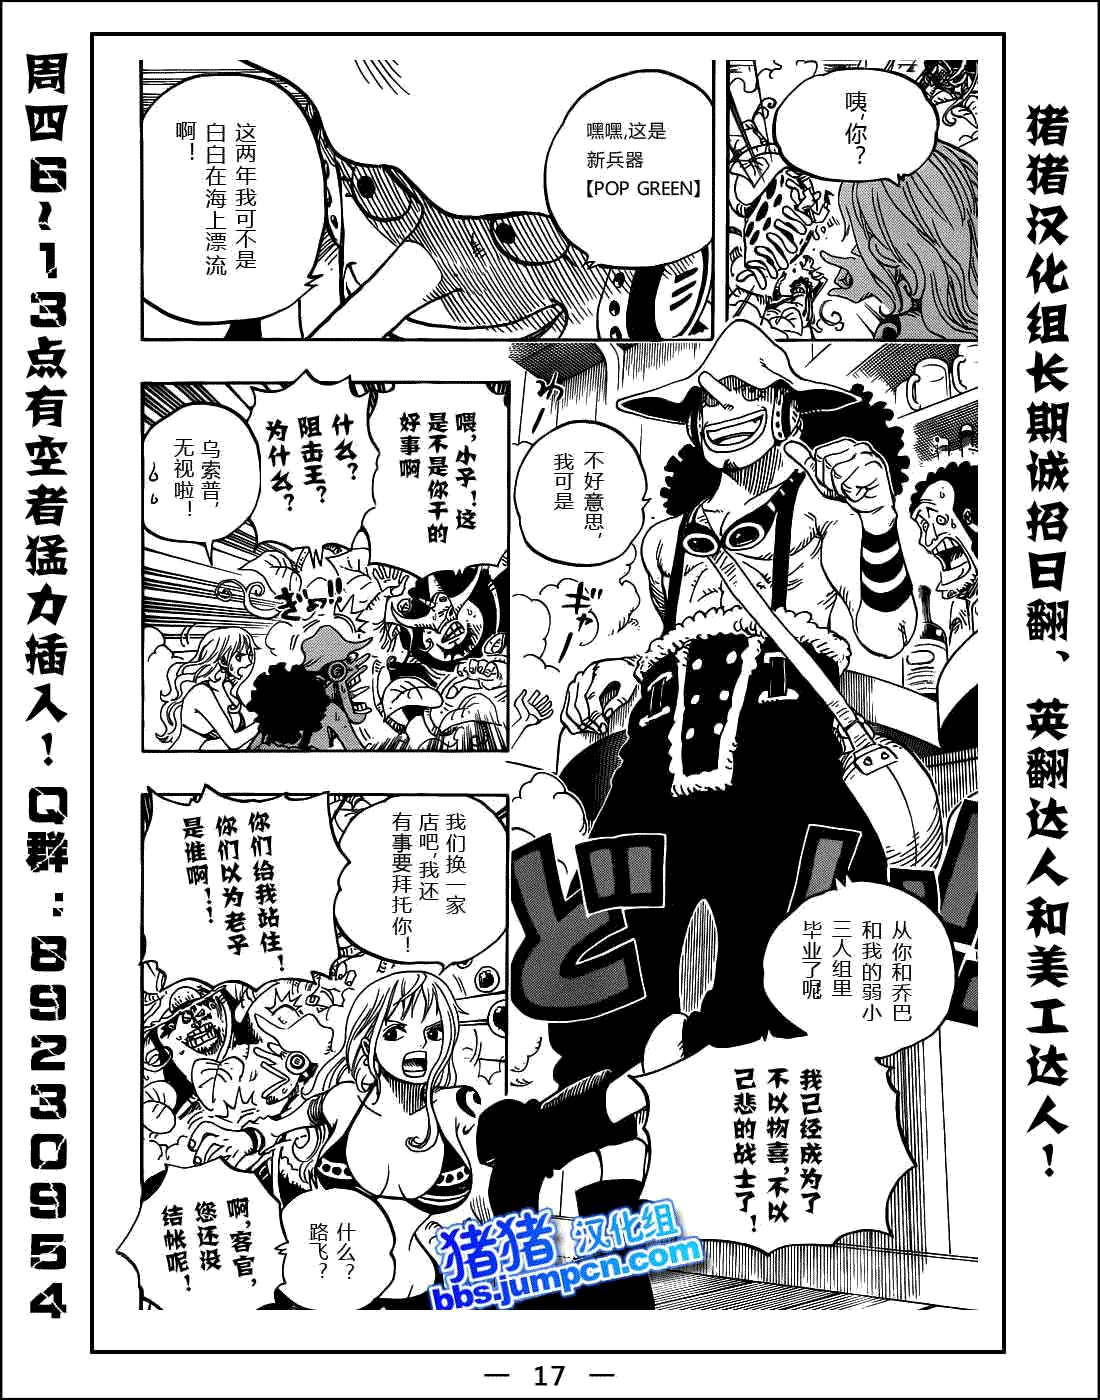 周四6~13点有空者猛力插入！Q群：892330954
猪猪汉化组长期诚招日翻、英翻达人和美工达人！
咦,你？
嘿嘿,这是
新兵器
【POP GREEN】
这两年我可不是
白白在海上漂流
啊！
不好意思,
我可是
喂,小子！这
是不是你干的
好事啊
什么？
阻击王？
为什么？
乌索普,
无视啦！
ぎゃあ!!
ギャー
ど
ん
从你和乔巴
和我的弱小
三人组里
毕业了呢
我已经成为了
不以物喜,不以
己悲的战士了！
我们换一家
店吧,我还
有事要拜托你！
你们给我站住！
你们以为老子
是谁啊！！
什么？
路飞？
啊,客官,
您还没
结帐呢！
猪猪汉化组
bbs.jumpcn.com
— 17 —